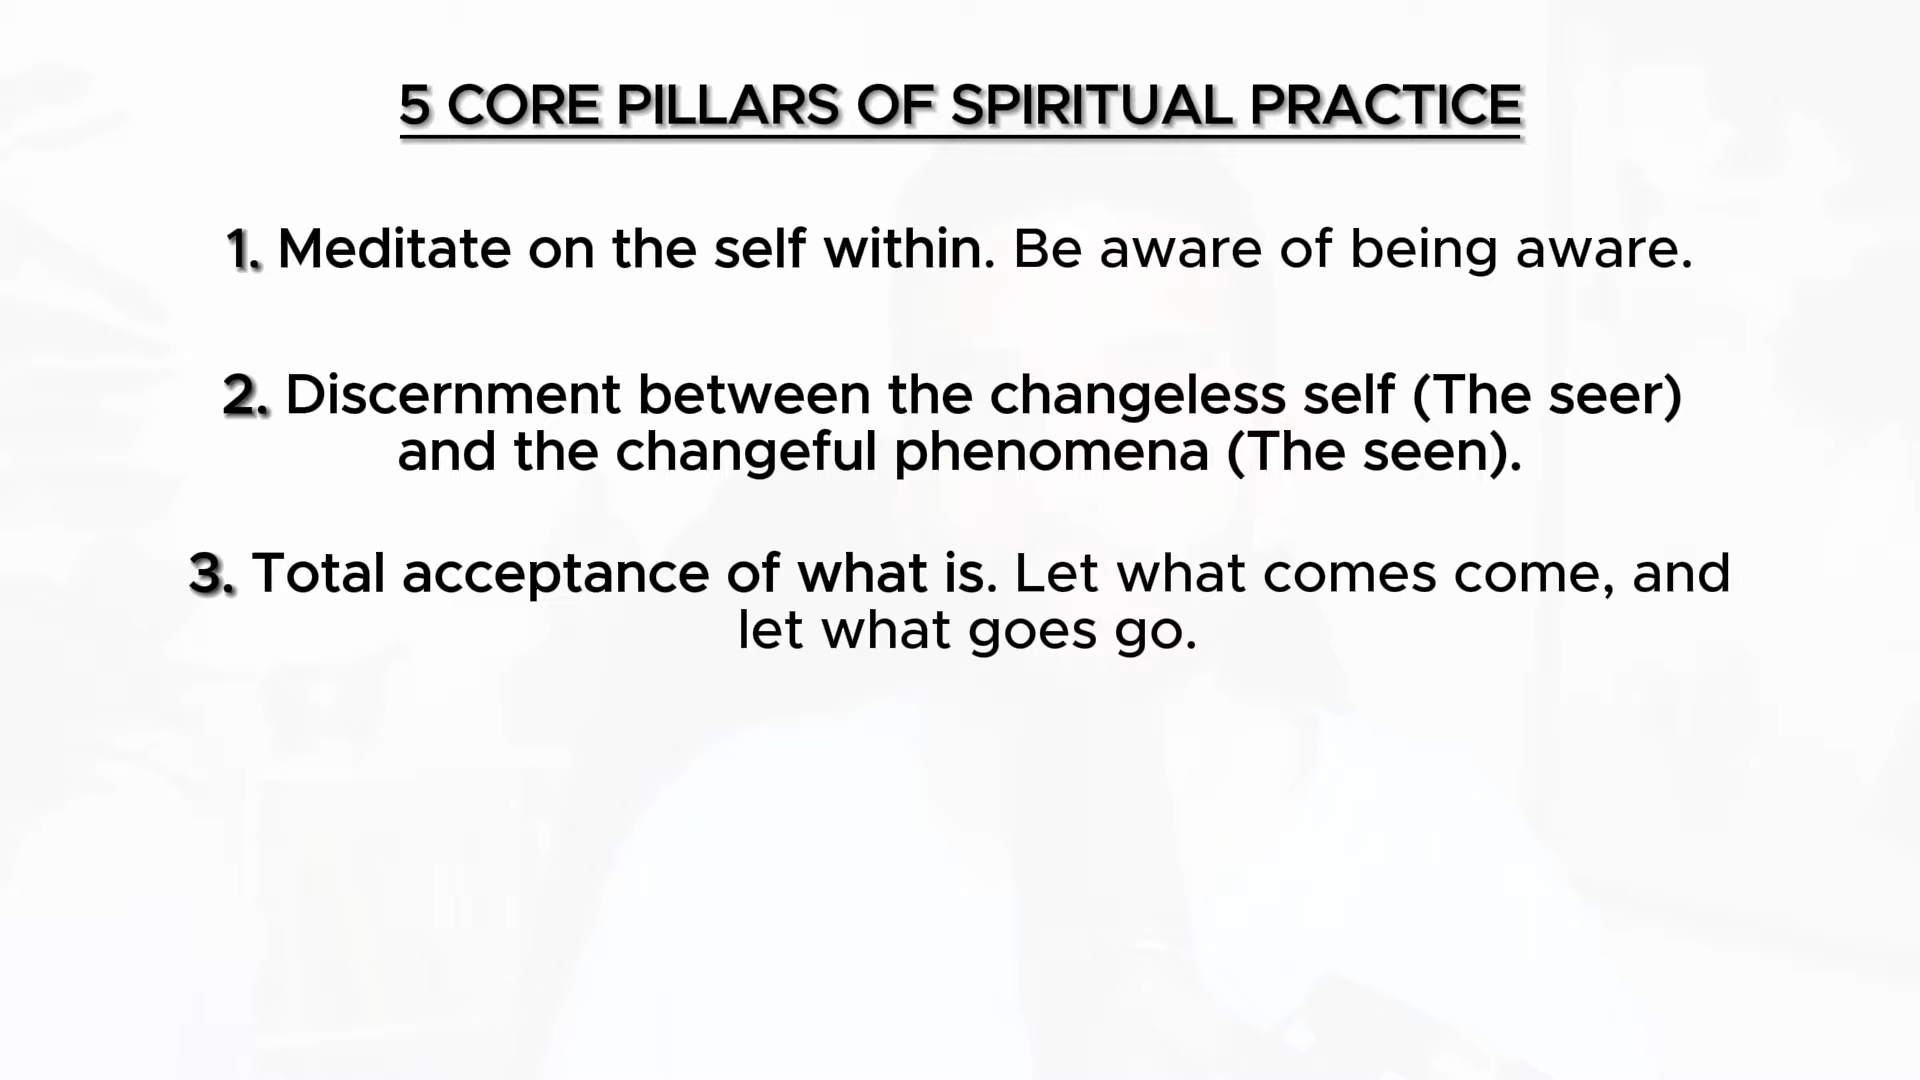 5 CORE PILLARS OF SPIRITUAL PRACTICE
1. Meditate on the self within. Be aware of being aware.
2. Discernment between the changeless self (The seer)
and the changeful phenomena (The seen).
3. Total acceptance of what is. Let what comes come, and
let what goes go.